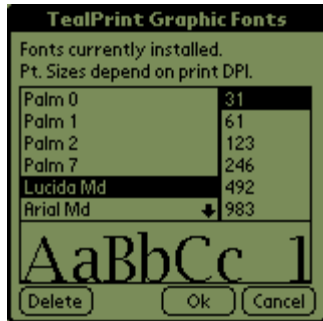 TealPrint Graphic Fonts
Fonts currently installed.
Pt. Sizes depend on print DPI.
Palm 0 31
Palm 1 61
Palm 2 123
Palm 7 246
Lucida Md 492
Arial Md 983
AaBbCc 1
Delete Ok Cancel